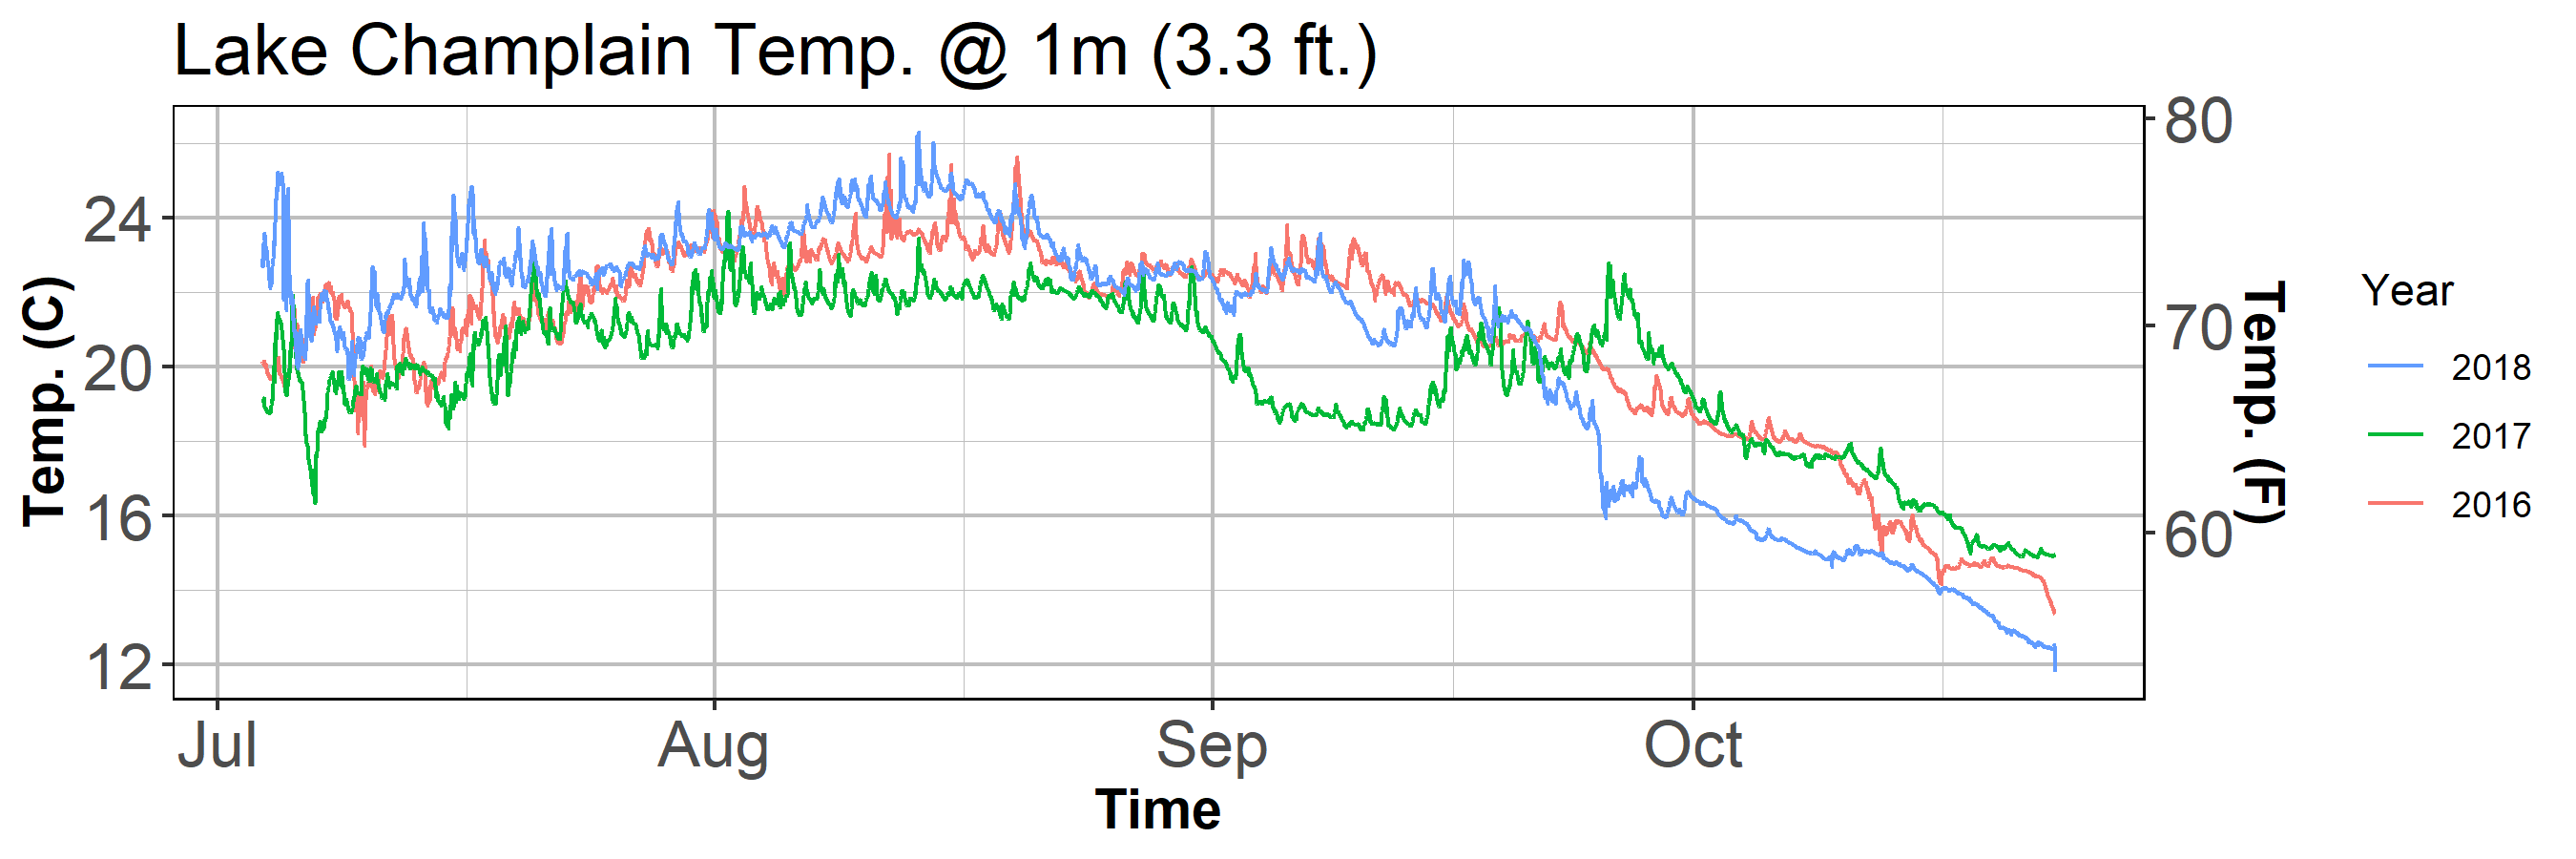 Lake Champlain Temp. @ 1m (3.3 ft.)
Temp. (C)
24
20
16
12
80
70
60
Temp. (F)
Jul Aug Sep Oct
Time
Year
2018
2017
2016